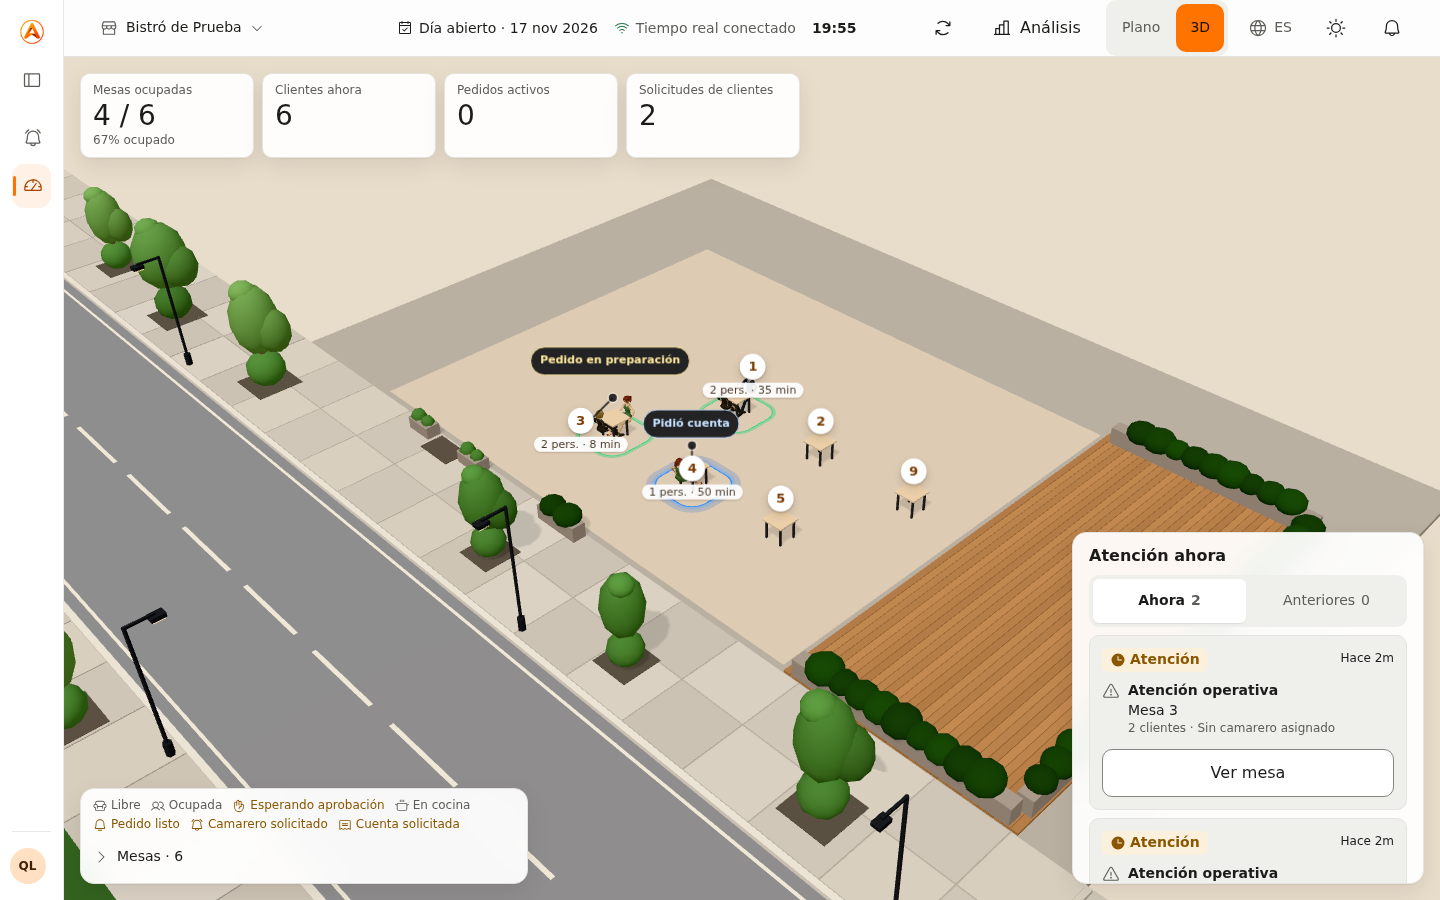 Bistró de Prueba
Día abierto · 17 nov 2026
Tiempo real conectado
19:55
Análisis
Plano
3D
ES
Mesas ocupadas
4 / 6
67% ocupado
Clientes ahora
6
Pedidos activos
0
Solicitudes de clientes
2
Pedido en preparación
1
2 pers. · 35 min
3
2 pers. · 8 min
Pidió cuenta
2
4
1 pers. · 50 min
9
5
Atención ahora
Ahora 2
Anteriores 0
Atención
Hace 2m
Atención operativa
Mesa 3
2 clientes · Sin camarero asignado
Ver mesa
Atención
Hace 2m
Atención operativa
Libre
Ocupada
Esperando aprobación
En cocina
Pedido listo
Camarero solicitado
Cuenta solicitada
Mesas · 6
QL